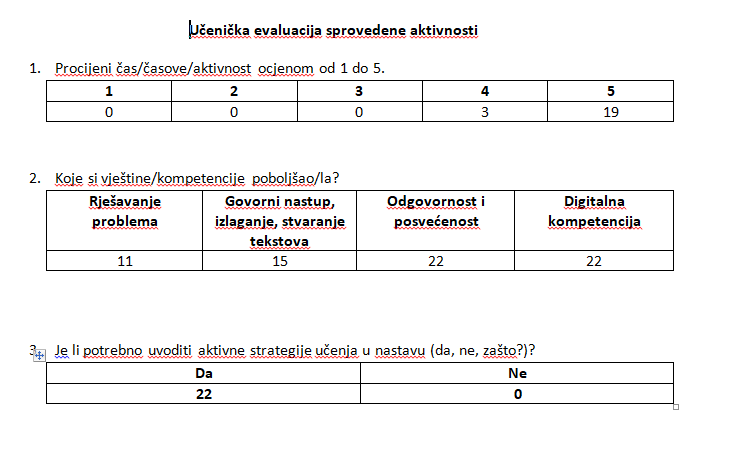 Učenička evaluacija sprovedene aktivnosti
1. Procijeni čas/časove/aktivnost ocjenom od 1 do 5.
1 2 3 4 5
0 0 0 3 19
2. Koje si vještine/kompetencije poboljšao/la?
Rješavanje problema Govorni nastup, izlaganje, stvaranje tekstova Odgovornost i posvećenost Digitalna kompetencija
11 15 22 22
3. Je li potrebno uvoditi aktivne strategije učenja u nastavu (da, ne, zašto?)?
Da Ne
22 0